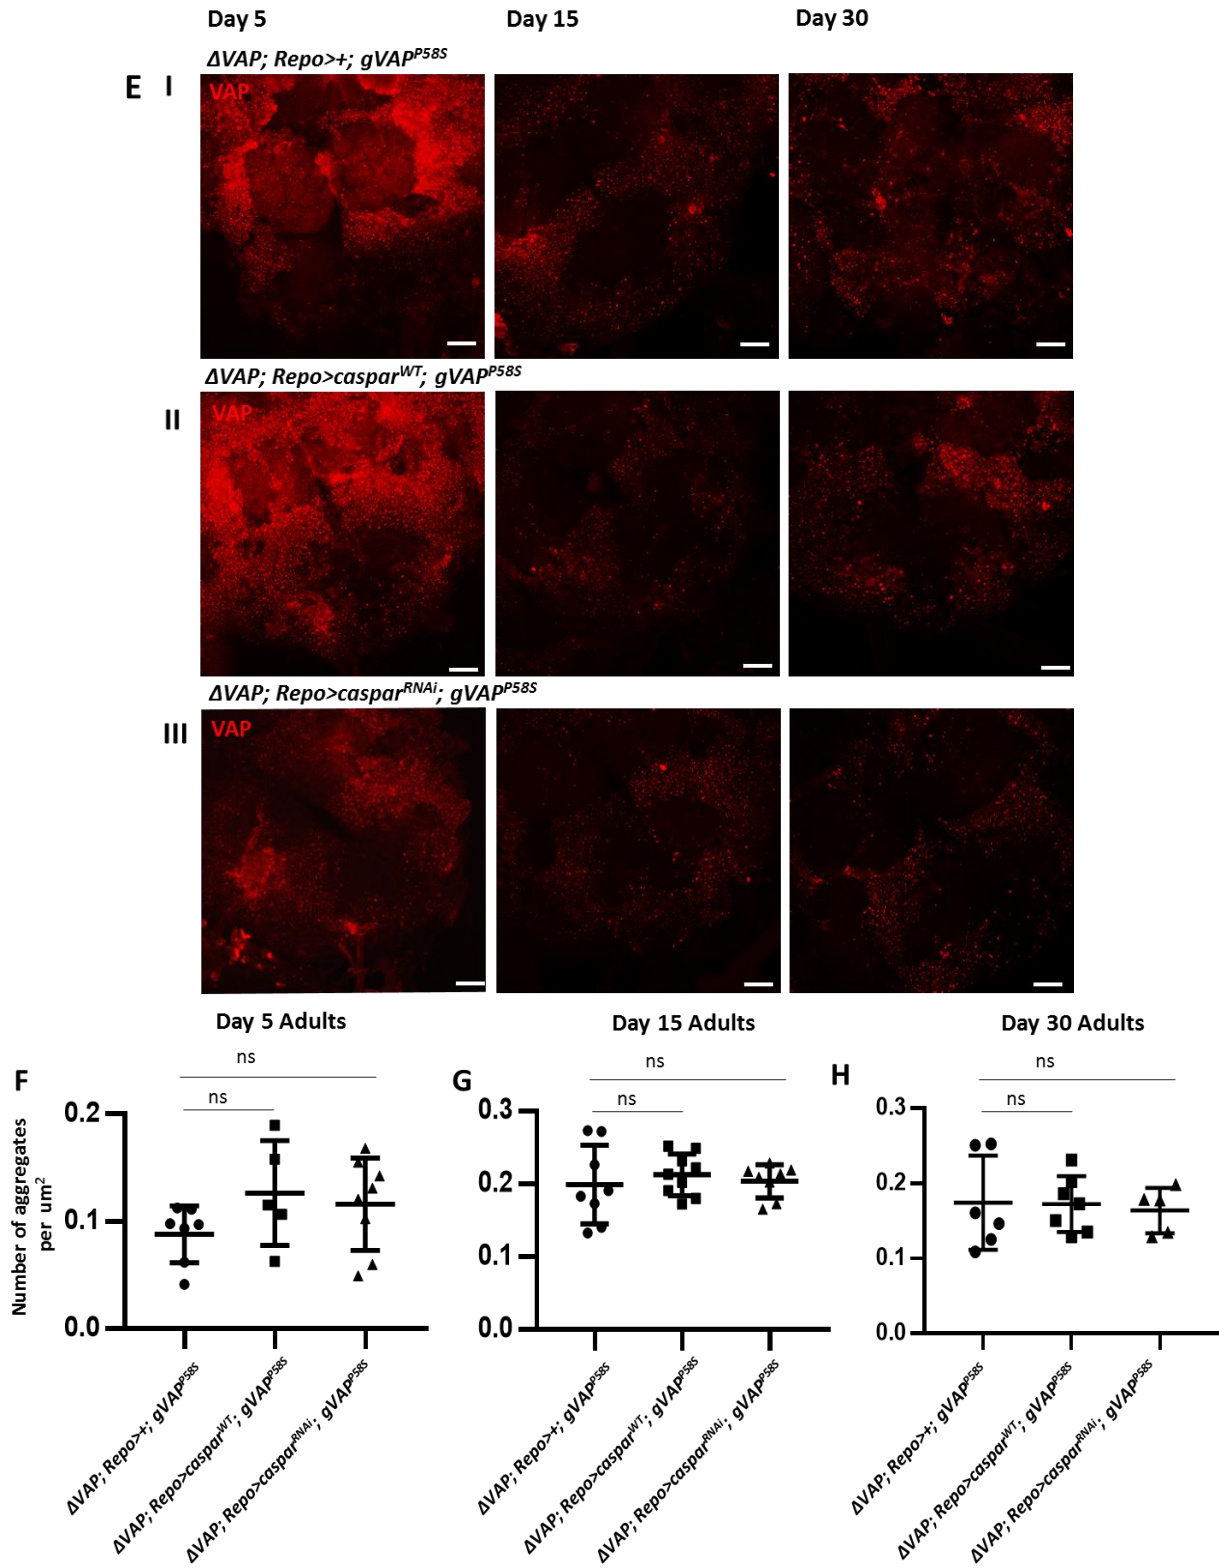 Day 5 Day 15 Day 30
ΔVAP; Repo>+; gVAP^P58S
E I
VAP
ΔVAP; Repo>caspar^WT; gVAP^P58S
II
VAP
ΔVAP; Repo>caspar^RNAi; gVAP^P58S
III
VAP
Day 5 Adults Day 15 Adults Day 30 Adults
F
ns
ns
Number of aggregates
per um²
0.2
0.1
0.0
ΔVAP; Repo>+; gVAP^P58S
ΔVAP; Repo>caspar^WT; gVAP^P58S
ΔVAP; Repo>caspar^RNAi; gVAP^P58S
G
ns
ns
0.3
0.2
0.1
0.0
ΔVAP; Repo>+; gVAP^P58S
ΔVAP; Repo>caspar^WT; gVAP^P58S
ΔVAP; Repo>caspar^RNAi; gVAP^P58S
H
ns
ns
0.3
0.2
0.1
0.0
ΔVAP; Repo>+; gVAP^P58S
ΔVAP; Repo>caspar^WT; gVAP^P58S
ΔVAP; Repo>caspar^RNAi; gVAP^P58S